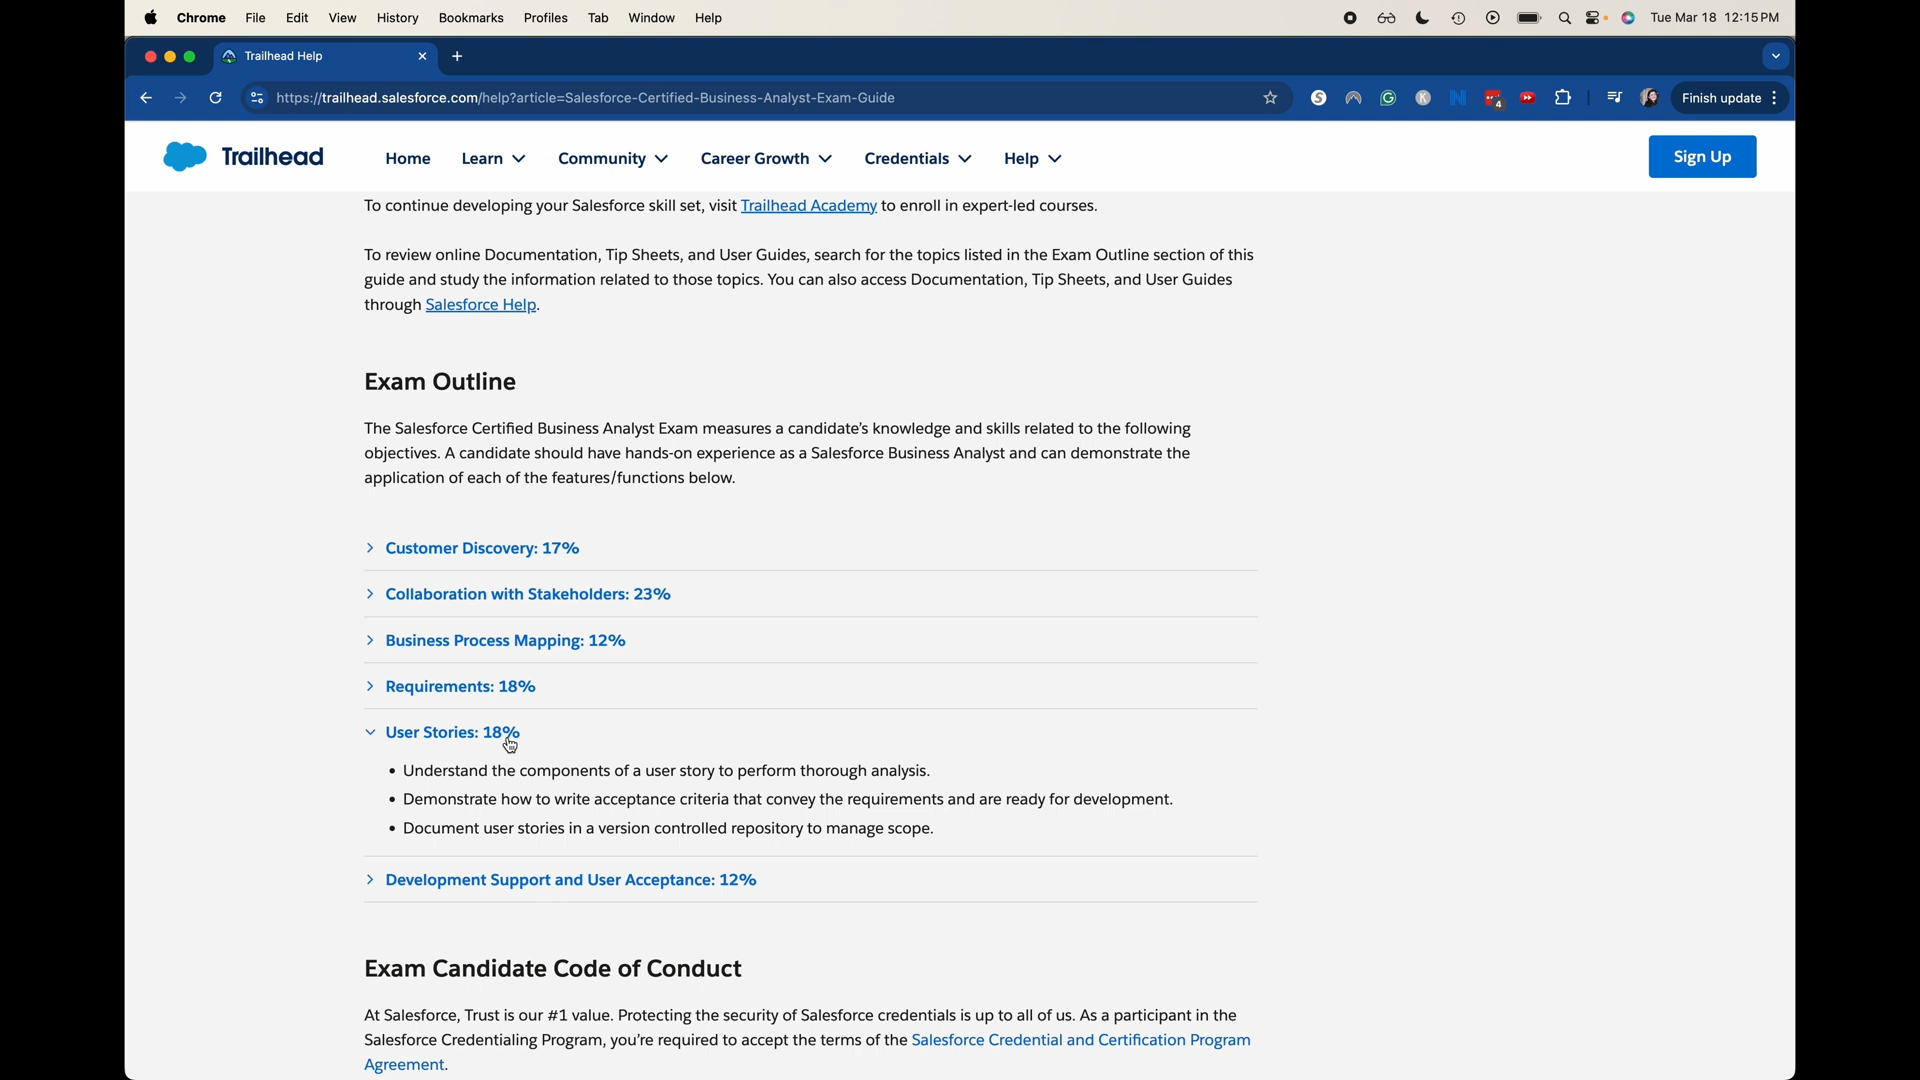 Chrome File Edit View History Bookmarks Profiles Tab Window Help Tue Mar 18 12:15 PM
Trailhead Help
https://trailhead.salesforce.com/help?article=Salesforce-Certified-Business-Analyst-Exam-Guide 4 Finish update
Trailhead Home Learn Community Career Growth Credentials Help Sign Up
To continue developing your Salesforce skill set, visit Trailhead Academy to enroll in expert-led courses.
To review online Documentation, Tip Sheets, and User Guides, search for the topics listed in the Exam Outline section of this
guide and study the information related to those topics. You can also access Documentation, Tip Sheets, and User Guides
through Salesforce Help.
Exam Outline
The Salesforce Certified Business Analyst Exam measures a candidate's knowledge and skills related to the following
objectives. A candidate should have hands-on experience as a Salesforce Business Analyst and can demonstrate the
application of each of the features/functions below.
Customer Discovery: 17%
Collaboration with Stakeholders: 23%
Business Process Mapping: 12%
Requirements: 18%
User Stories: 18%
• Understand the components of a user story to perform thorough analysis.
• Demonstrate how to write acceptance criteria that convey the requirements and are ready for development.
• Document user stories in a version controlled repository to manage scope.
Development Support and User Acceptance: 12%
Exam Candidate Code of Conduct
At Salesforce, Trust is our #1 value. Protecting the security of Salesforce credentials is up to all of us. As a participant in the
Salesforce Credentialing Program, you're required to accept the terms of the Salesforce Credential and Certification Program
Agreement.